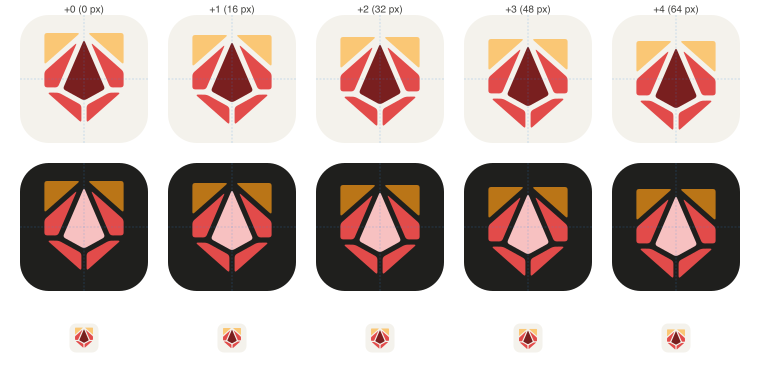 +0 (0 px) +1 (16 px) +2 (32 px) +3 (48 px) +4 (64 px)